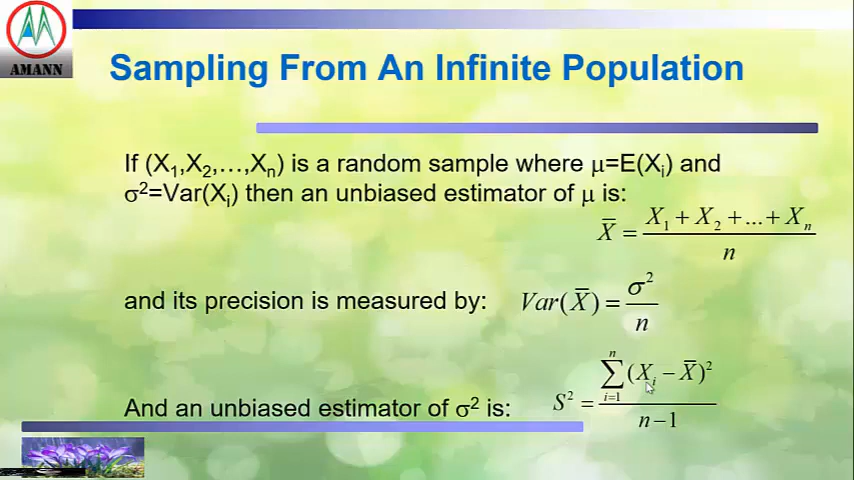 AMANN
Sampling From An Infinite Population
If (X₁,X₂,…,Xₙ) is a random sample where μ=E(Xᵢ) and
σ²=Var(Xᵢ) then an unbiased estimator of μ is:
X̄ = (X₁ + X₂ + ... + Xₙ) / n
and its precision is measured by: Var(X̄) = σ² / n
And an unbiased estimator of σ² is: S² = ∑ᵢ₌₁ⁿ (Xᵢ − X̄)² / (n − 1)